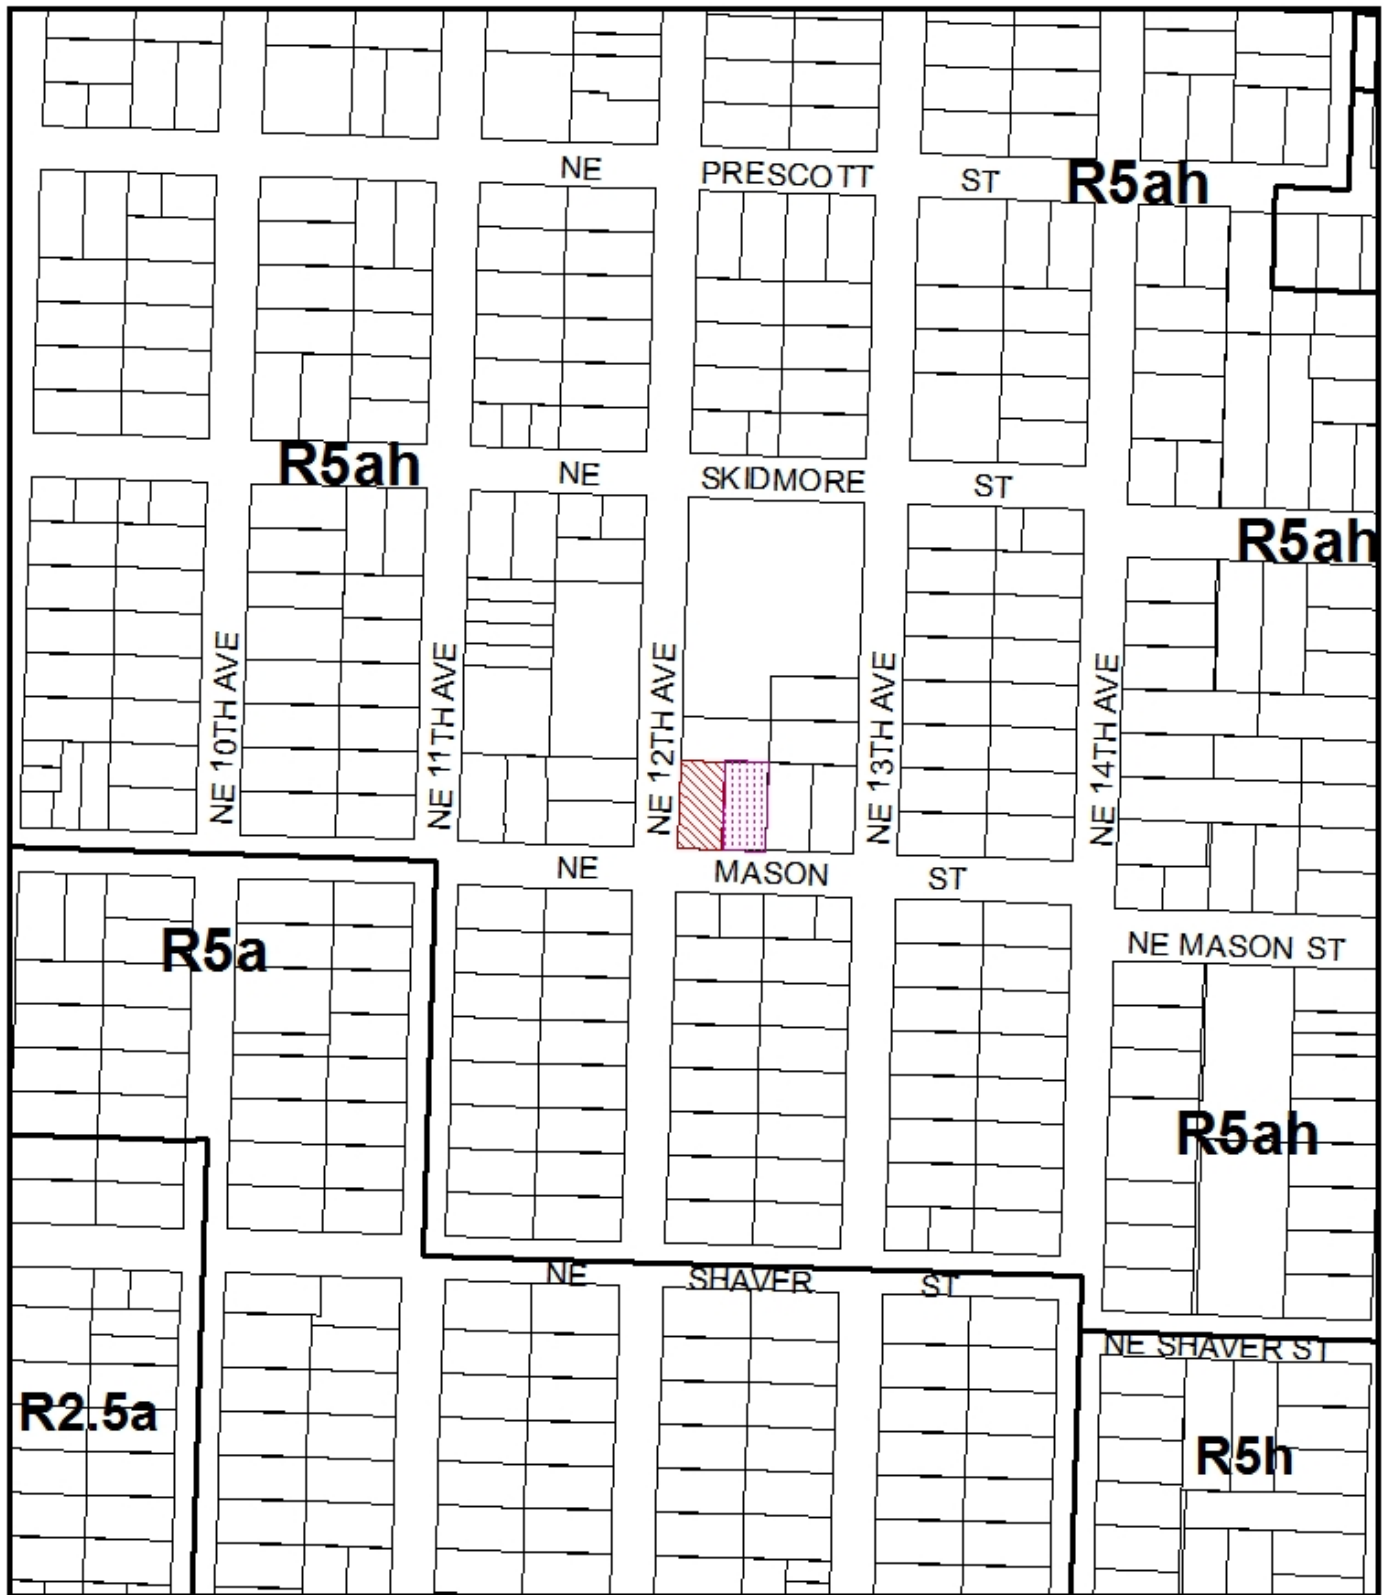 NE PRESCOTT ST
R5ah
R5ah
NE SKIDMORE ST
R5ah
NE 10TH AVE
NE 11TH AVE
NE 12TH AVE
NE 13TH AVE
NE 14TH AVE
NE MASON ST
R5a
NE MASON ST
R5ah
NE SHAVER ST
NE SHAVER ST
R2.5a
R5h